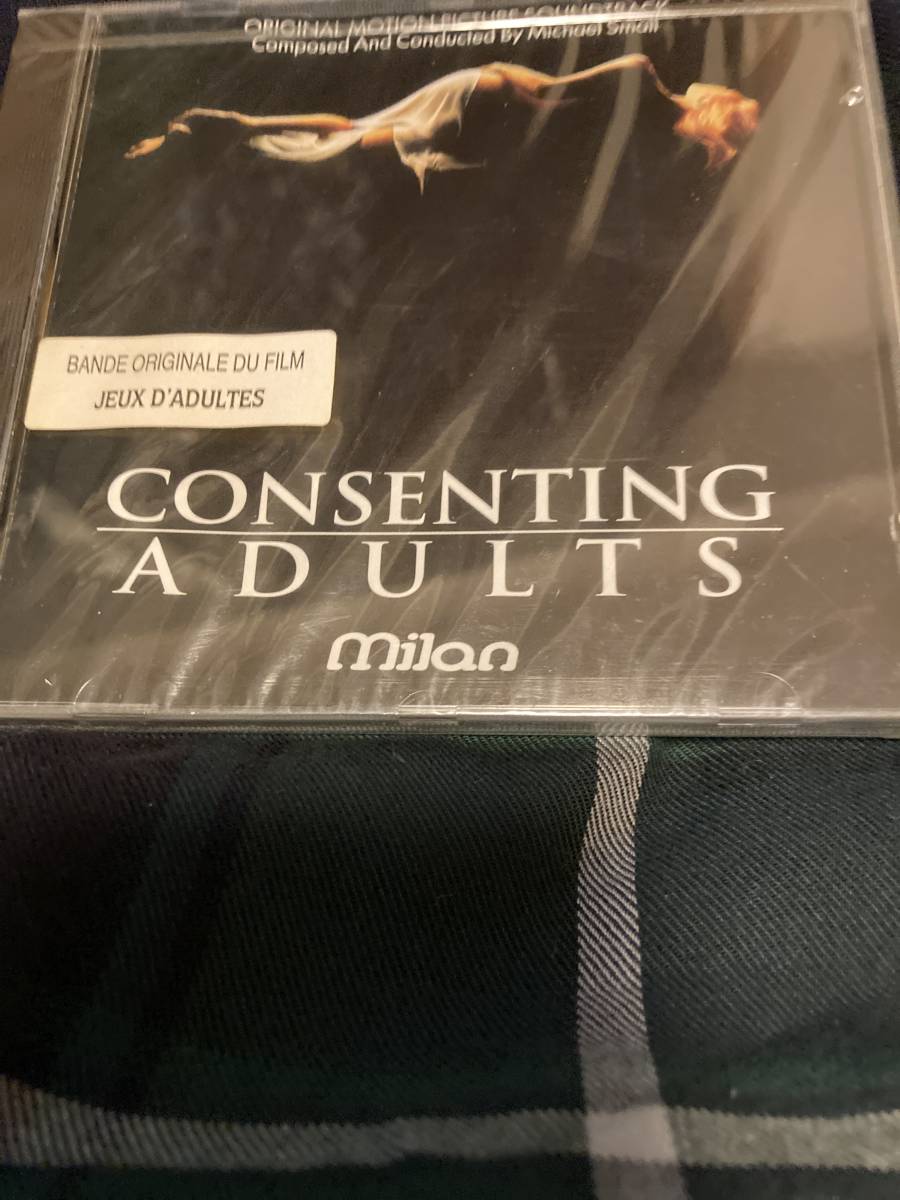 ORIGINAL MOTION PICTURE SOUNDTRACK
Composed And Conducted By Michael Small
BANDE ORIGINALE DU FILM
JEUX D'ADULTES
CONSENTING
ADULTS
milan